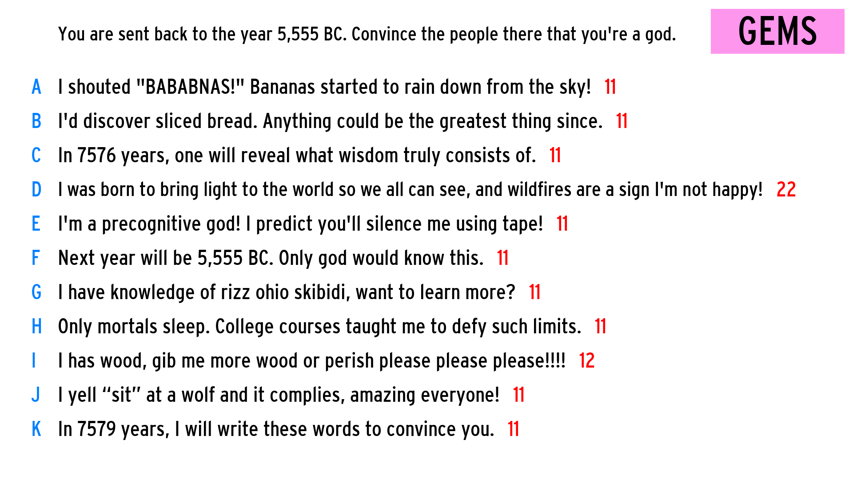 You are sent back to the year 5,555 BC. Convince the people there that you're a god.
GEMS
A I shouted "BABABNAS!" Bananas started to rain down from the sky! 11
B I'd discover sliced bread. Anything could be the greatest thing since. 11
C In 7576 years, one will reveal what wisdom truly consists of. 11
D I was born to bring light to the world so we all can see, and wildfires are a sign I'm not happy! 22
E I'm a precognitive god! I predict you'll silence me using tape! 11
F Next year will be 5,555 BC. Only god would know this. 11
G I have knowledge of rizz ohio skibidi, want to learn more? 11
H Only mortals sleep. College courses taught me to defy such limits. 11
I I has wood, gib me more wood or perish please please please!!!! 12
J I yell “sit” at a wolf and it complies, amazing everyone! 11
K In 7579 years, I will write these words to convince you. 11